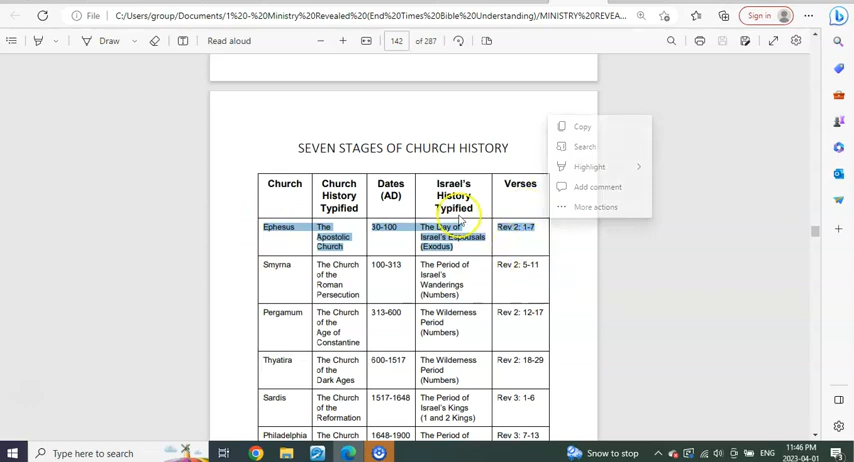 File C:/Users/group/Documents/1%20-%20Ministry%20Revealed%20(End%20Times%20Bible%20Understanding)/MINISTRY%20REVEA...
Sign in
Draw
Read aloud
142 of 287
SEVEN STAGES OF CHURCH HISTORY
Copy
Search
Highlight
Add comment
More actions
Church
Church History Typified
Dates (AD)
Israel's History Typified
Verses
Ephesus
The Apostolic Church
30-100
The Day of Israel's Espousals (Exodus)
Rev 2: 1-7
Smyrna
The Church of the Roman Persecution
100-313
The Period of Israel's Wanderings (Numbers)
Rev 2: 5-11
Pergamum
The Church of the Age of Constantine
313-600
The Wilderness Period (Numbers)
Rev 2: 12-17
Thyatira
The Church of the Dark Ages
600-1517
The Wilderness Period (Numbers)
Rev 2: 18-29
Sardis
The Church of the Reformation
1517-1648
The Period of Israel's Kings (1 and 2 Kings)
Rev 3: 1-6
Philadelphia
The Church
1648-1900
The Period of
Rev 3: 7-13
Type here to search
Snow to stop
ENG
11:46 PM
2023-04-01